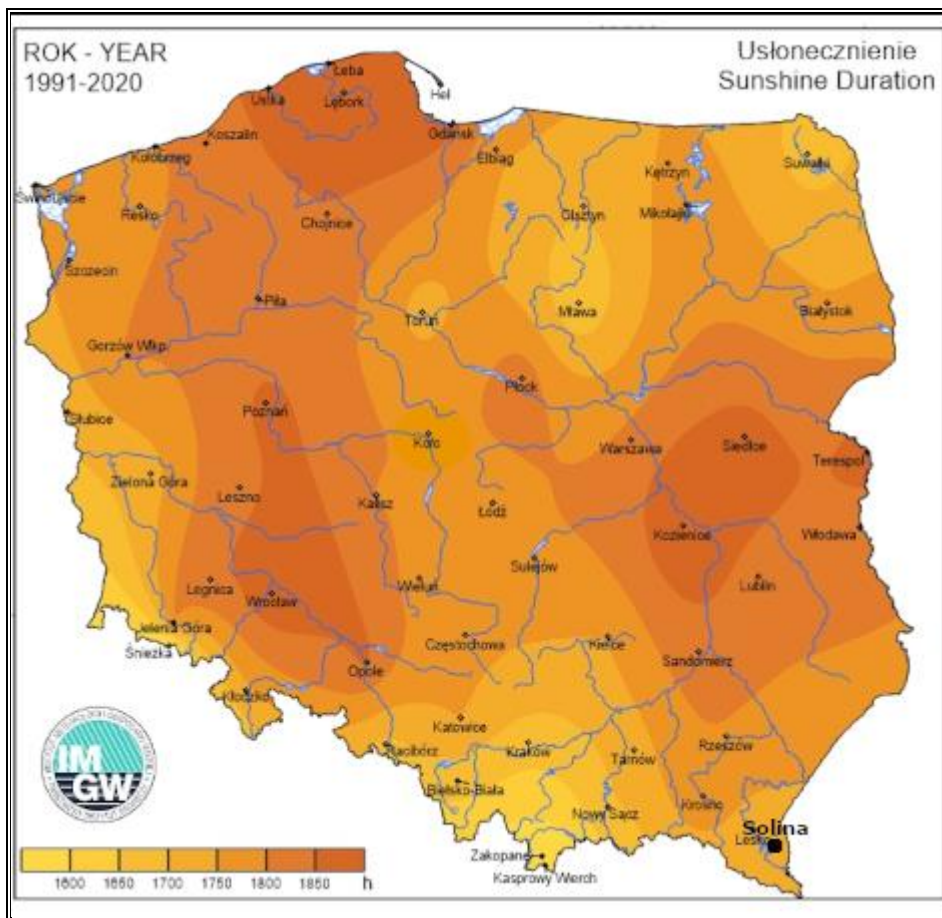 ROK - YEAR
1991-2020
Usłonecznienie
Sunshine Duration
Łeba
Hel
Ustka
Lębork
Gdańsk
Koszalin
Kołobrzeg
Elbląg
Suwałki
Kętrzyn
Świnoujście
Resko
Chojnice
Olsztyn
Mikołajki
Szczecin
Piła
Toruń
Mława
Białystok
Gorzów Wlkp.
Płock
Słubice
Poznań
Koło
Warszawa
Siedlce
Terespol
Zielona Góra
Leszno
Kalisz
Łódź
Kozienice
Włodawa
Sulejów
Legnica
Wrocław
Wieluń
Lublin
Jelenia Góra
Śnieżka
Częstochowa
Kielce
Sandomierz
Opole
Kłodzko
Katowice
Racibórz
Kraków
Tarnów
Rzeszów
Bielsko-Biała
Nowy Sącz
Krosno
Solina
Lesko
Zakopane
Kasprowy Wierch
IM
GW
1600 1650 1700 1750 1800 1850 h